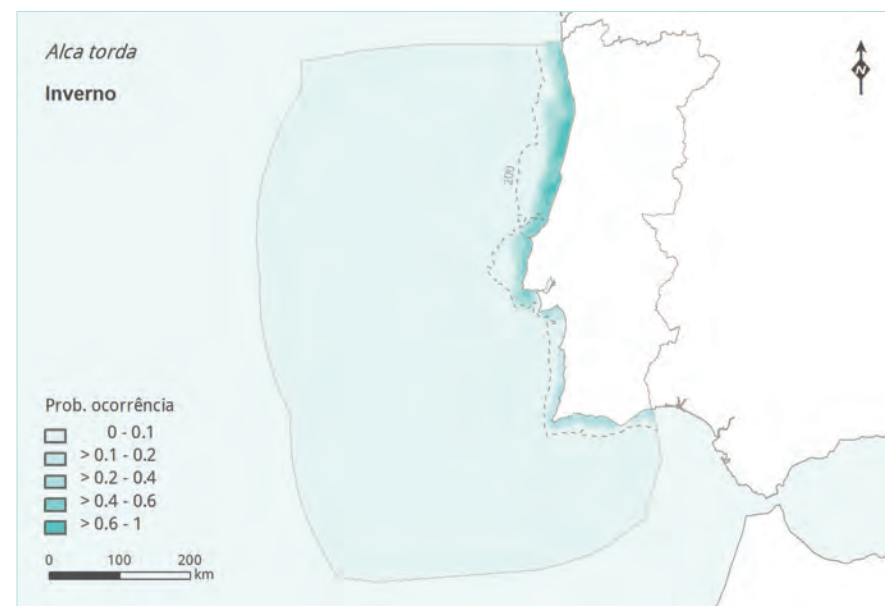 Alca torda
Inverno
N
200
Prob. ocorrência
0 - 0.1
> 0.1 - 0.2
> 0.2 - 0.4
> 0.4 - 0.6
> 0.6 - 1
0 100 200
km